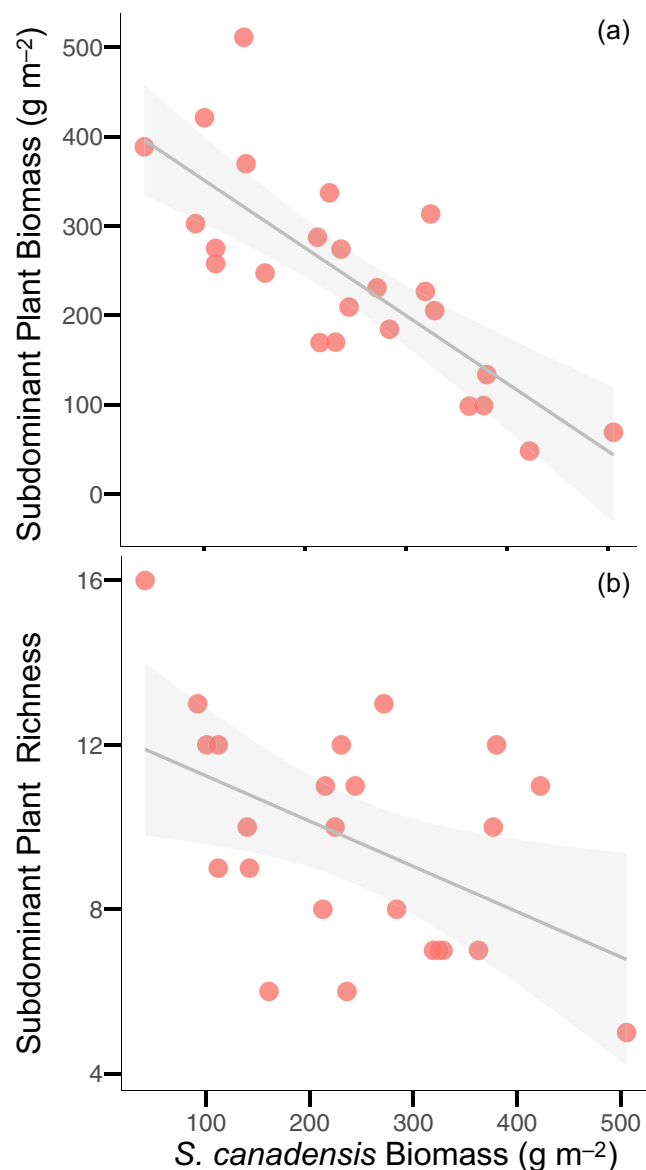 (a)
Subdominant Plant Biomass (g m⁻²)
500
400
300
200
100
0
(b)
Subdominant Plant Richness
16
12
8
4
100 200 300 400 500
S. canadensis Biomass (g m⁻²)